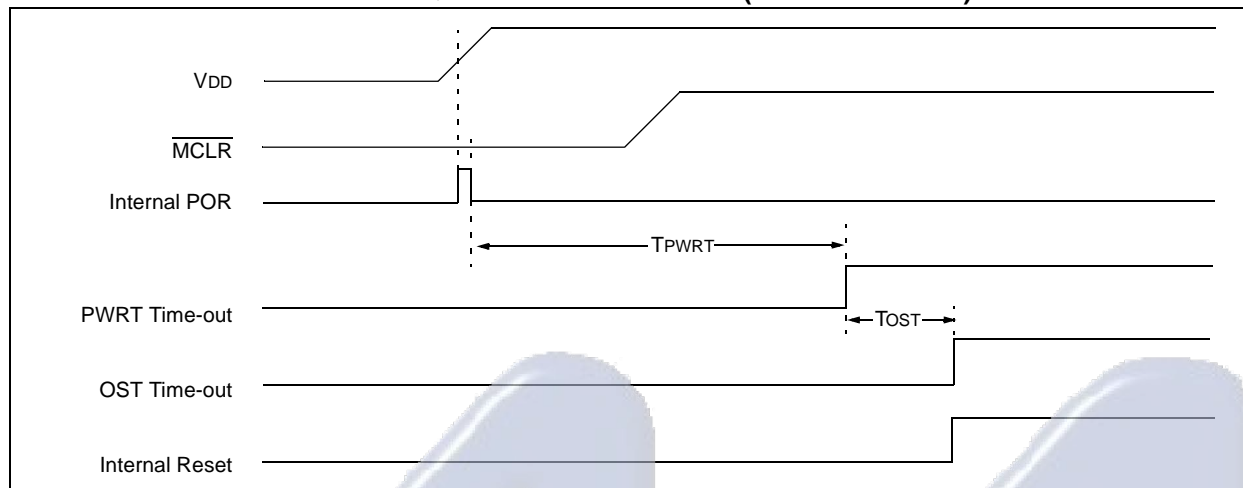 VDD
MCLR
Internal POR
TPWRT
PWRT Time-out
TOST
OST Time-out
Internal Reset